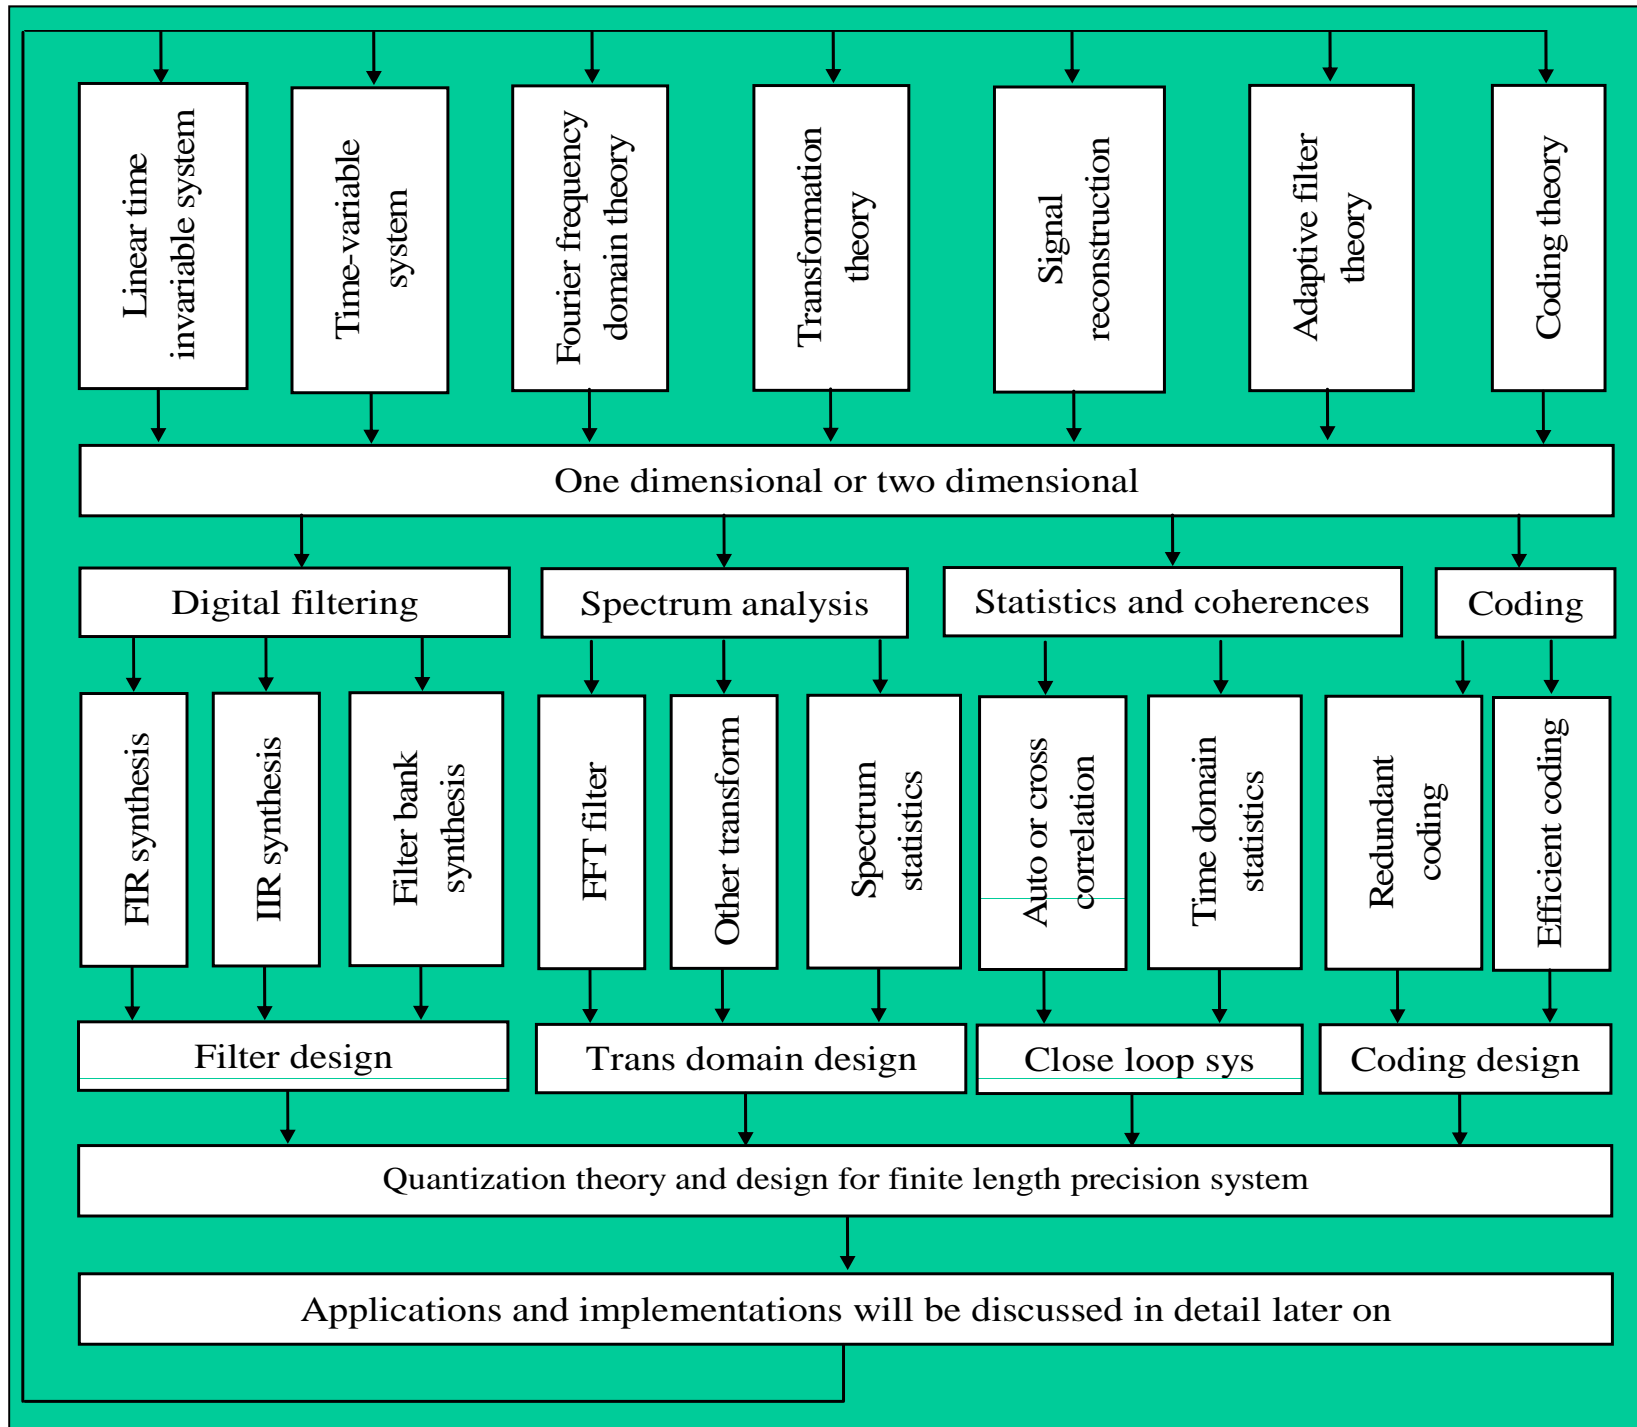 Linear time
invariable system
Time-variable
system
Fourier frequency
domain theory
Transformation
theory
Signal
reconstruction
Adaptive filter
theory
Coding theory
One dimensional or two dimensional
Digital filtering
Spectrum analysis
Statistics and coherences
Coding
FIR synthesis
IIR synthesis
Filter bank
synthesis
FFT filter
Other transform
Spectrum
statistics
Auto or cross
correlation
Time domain
statistics
Redundant
coding
Efficient coding
Filter design
Trans domain design
Close loop sys
Coding design
Quantization theory and design for finite length precision system
Applications and implementations will be discussed in detail later on